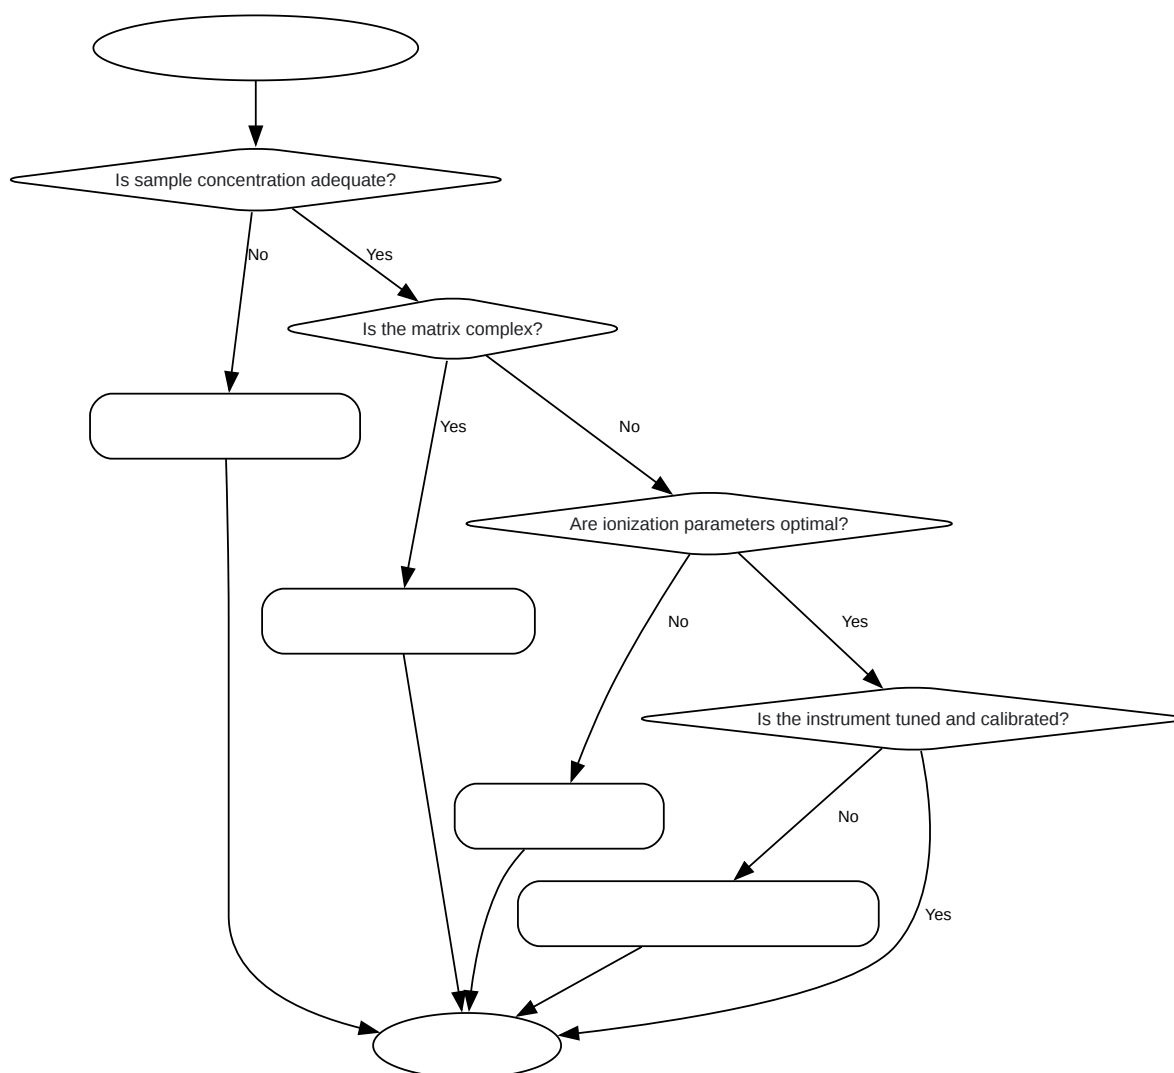 Is sample concentration adequate?
No
Yes
Is the matrix complex?
Yes
No
Are ionization parameters optimal?
No
Yes
Is the instrument tuned and calibrated?
No
Yes